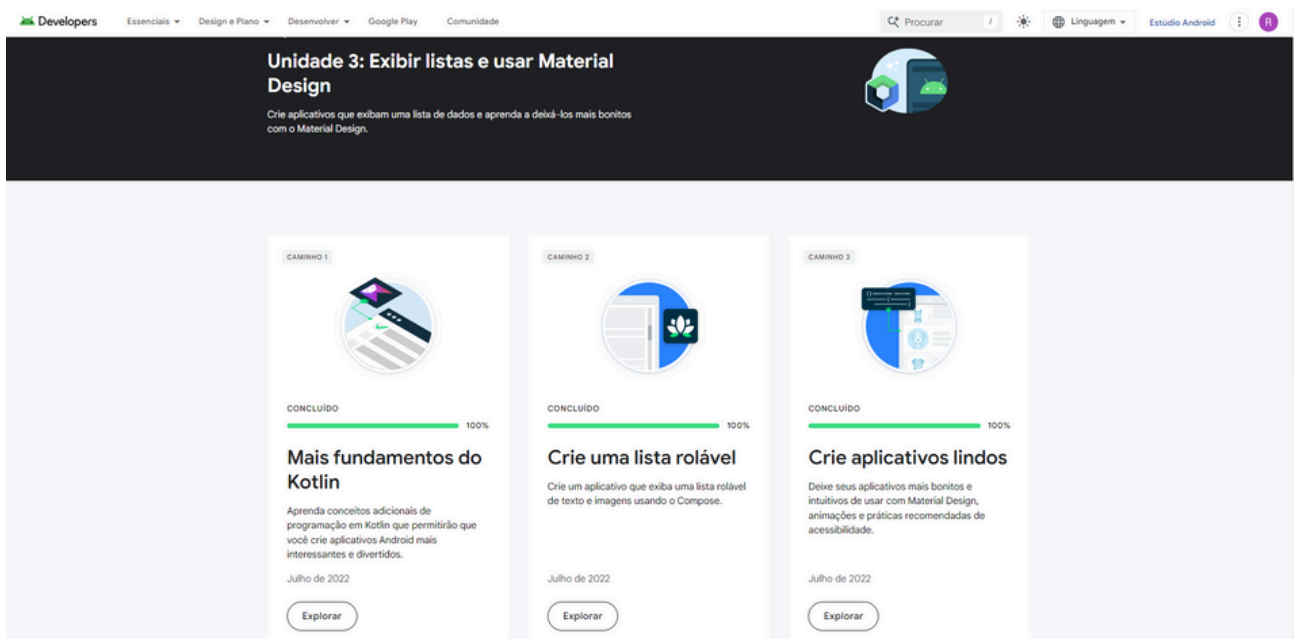 Developers Essenciais Design e Plano Desenvolver Google Play Comunidade Procurar / Linguagem Estúdio Android R
Unidade 3: Exibir listas e usar Material
Design
Crie aplicativos que exibam uma lista de dados e aprenda a deixá-los mais bonitos
com o Material Design.
CAMINHO 1
CONCLUÍDO
100%
Mais fundamentos do
Kotlin
Aprenda conceitos adicionais de
programação em Kotlin que permitirão que
você crie aplicativos Android mais
interessantes e divertidos.
Julho de 2022
Explorar
CAMINHO 2
CONCLUÍDO
100%
Crie uma lista rolável
Crie um aplicativo que exiba uma lista rolável
de texto e imagens usando o Compose.
Julho de 2022
Explorar
CAMINHO 3
CONCLUÍDO
100%
Crie aplicativos lindos
Deixe seus aplicativos mais bonitos e
intuitivos de usar com Material Design,
animações e práticas recomendadas de
acessibilidade.
Julho de 2022
Explorar